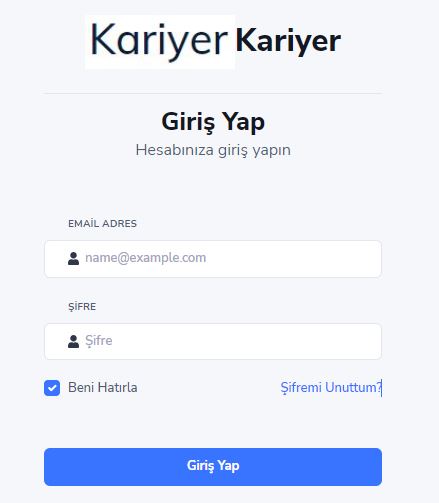 Kariyer Kariyer
Giriş Yap
Hesabınıza giriş yapın
EMAİL ADRES
name@example.com
ŞİFRE
Şifre
Beni Hatırla Şifremi Unuttum?
Giriş Yap